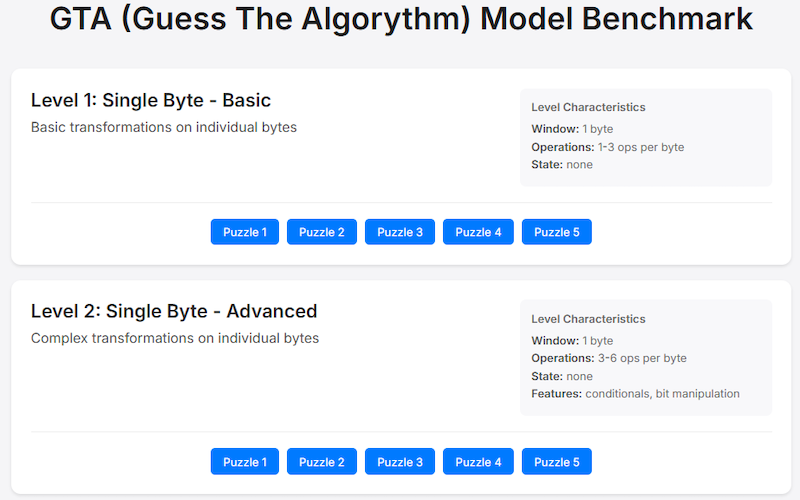 GTA (Guess The Algorythm) Model Benchmark
Level 1: Single Byte - Basic
Basic transformations on individual bytes
Level Characteristics
Window: 1 byte
Operations: 1-3 ops per byte
State: none
Puzzle 1 Puzzle 2 Puzzle 3 Puzzle 4 Puzzle 5
Level 2: Single Byte - Advanced
Complex transformations on individual bytes
Level Characteristics
Window: 1 byte
Operations: 3-6 ops per byte
State: none
Features: conditionals, bit manipulation
Puzzle 1 Puzzle 2 Puzzle 3 Puzzle 4 Puzzle 5